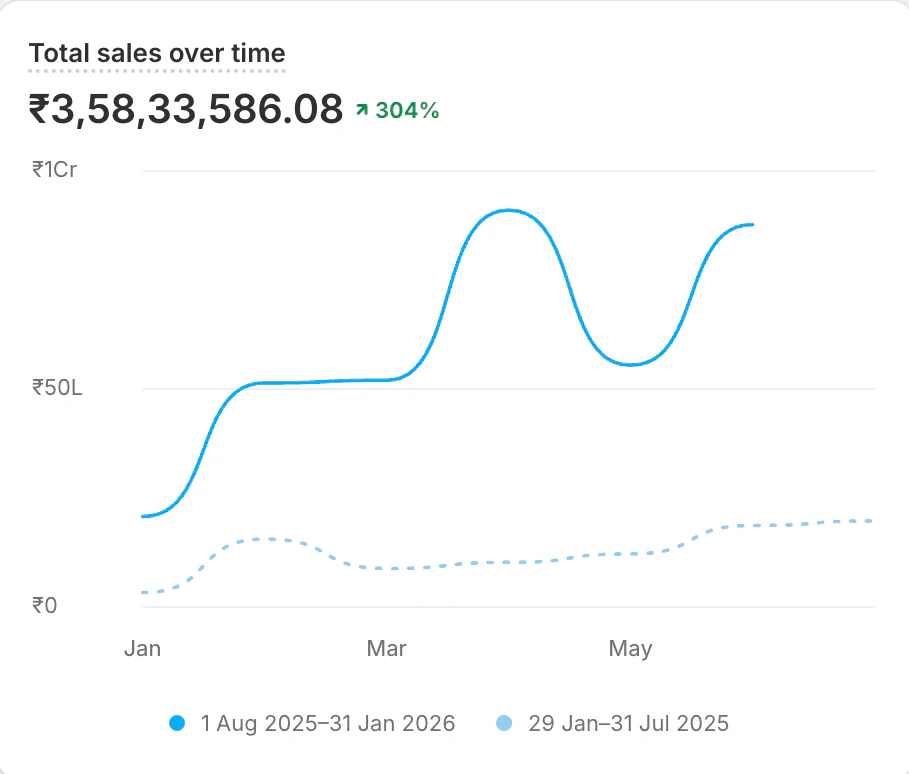 Total sales over time
₹3,58,33,586.08 ↗ 304%
₹1Cr
₹50L
₹0
Jan Mar May
1 Aug 2025–31 Jan 2026 29 Jan–31 Jul 2025